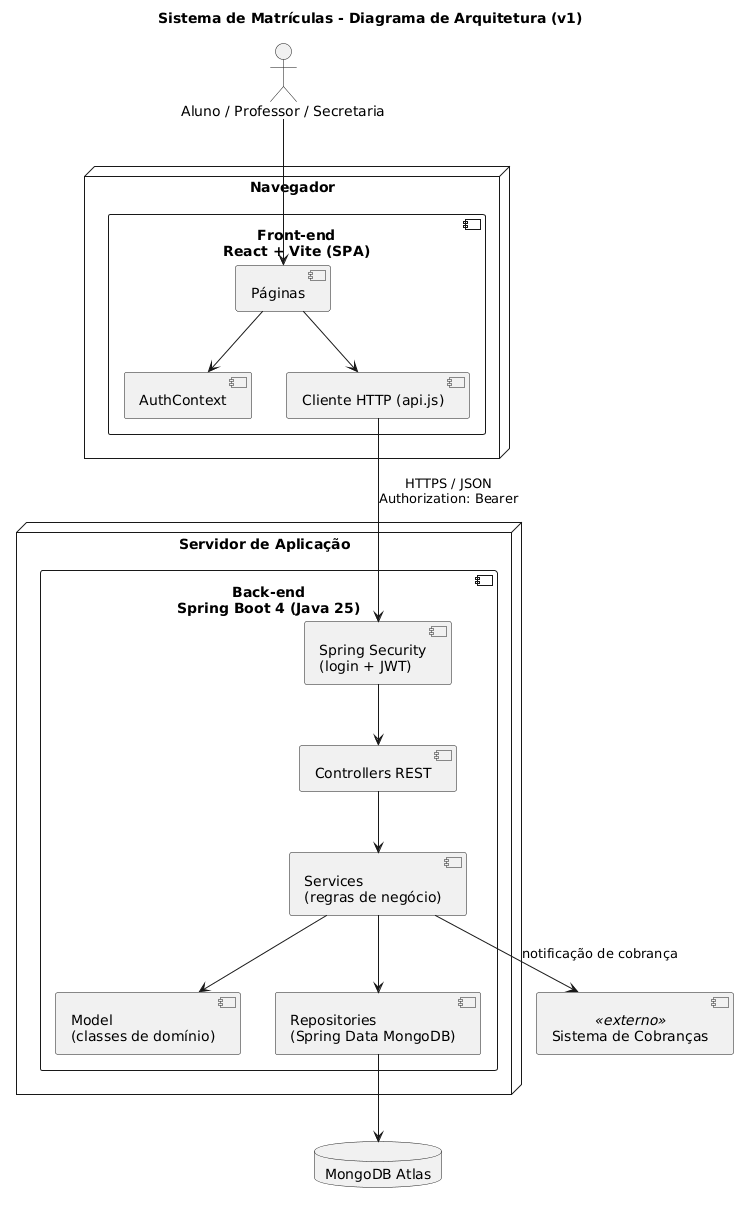 Sistema de Matrículas - Diagrama de Arquitetura (v1)
Aluno / Professor / Secretaria
Navegador
Front-end
React + Vite (SPA)
Páginas
AuthContext
Cliente HTTP (api.js)
HTTPS / JSON
Authorization: Bearer
Servidor de Aplicação
Back-end
Spring Boot 4 (Java 25)
Spring Security
(login + JWT)
Controllers REST
Services
(regras de negócio)
notificação de cobrança
Model
(classes de domínio)
Repositories
(Spring Data MongoDB)
«externo»
Sistema de Cobranças
MongoDB Atlas